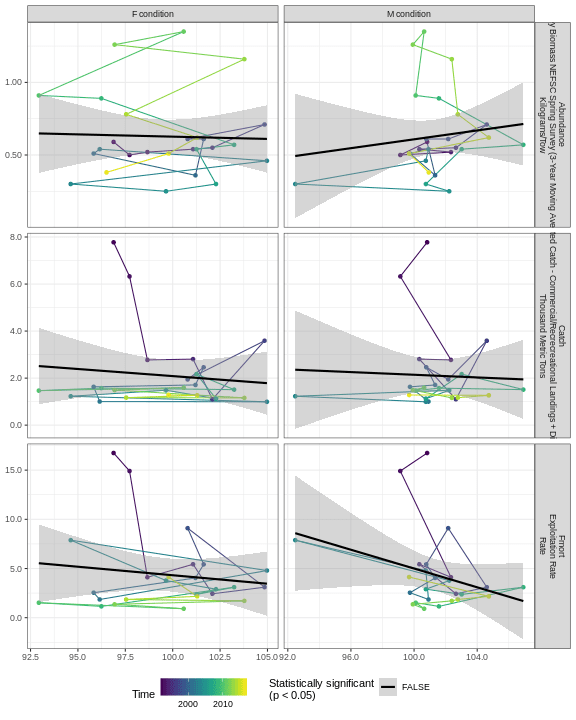 F condition
M condition
1.00
0.50
y Biomass NEFSC Spring Survey (3-Year Moving Ave
Abundance
Kilograms/tow
8.0
6.0
4.0
2.0
0.0
ted Catch - Commercial/Recreational Landings + Di
Catch
Thousand Metric Tons
15.0
10.0
5.0
0.0
Fmort
Exploitation Rate
Rate
92.5
95.0
97.5
100.0
102.5
105.0
92.0
96.0
100.0
104.0
Time
2000
2010
Statistically significant
(p < 0.05)
FALSE